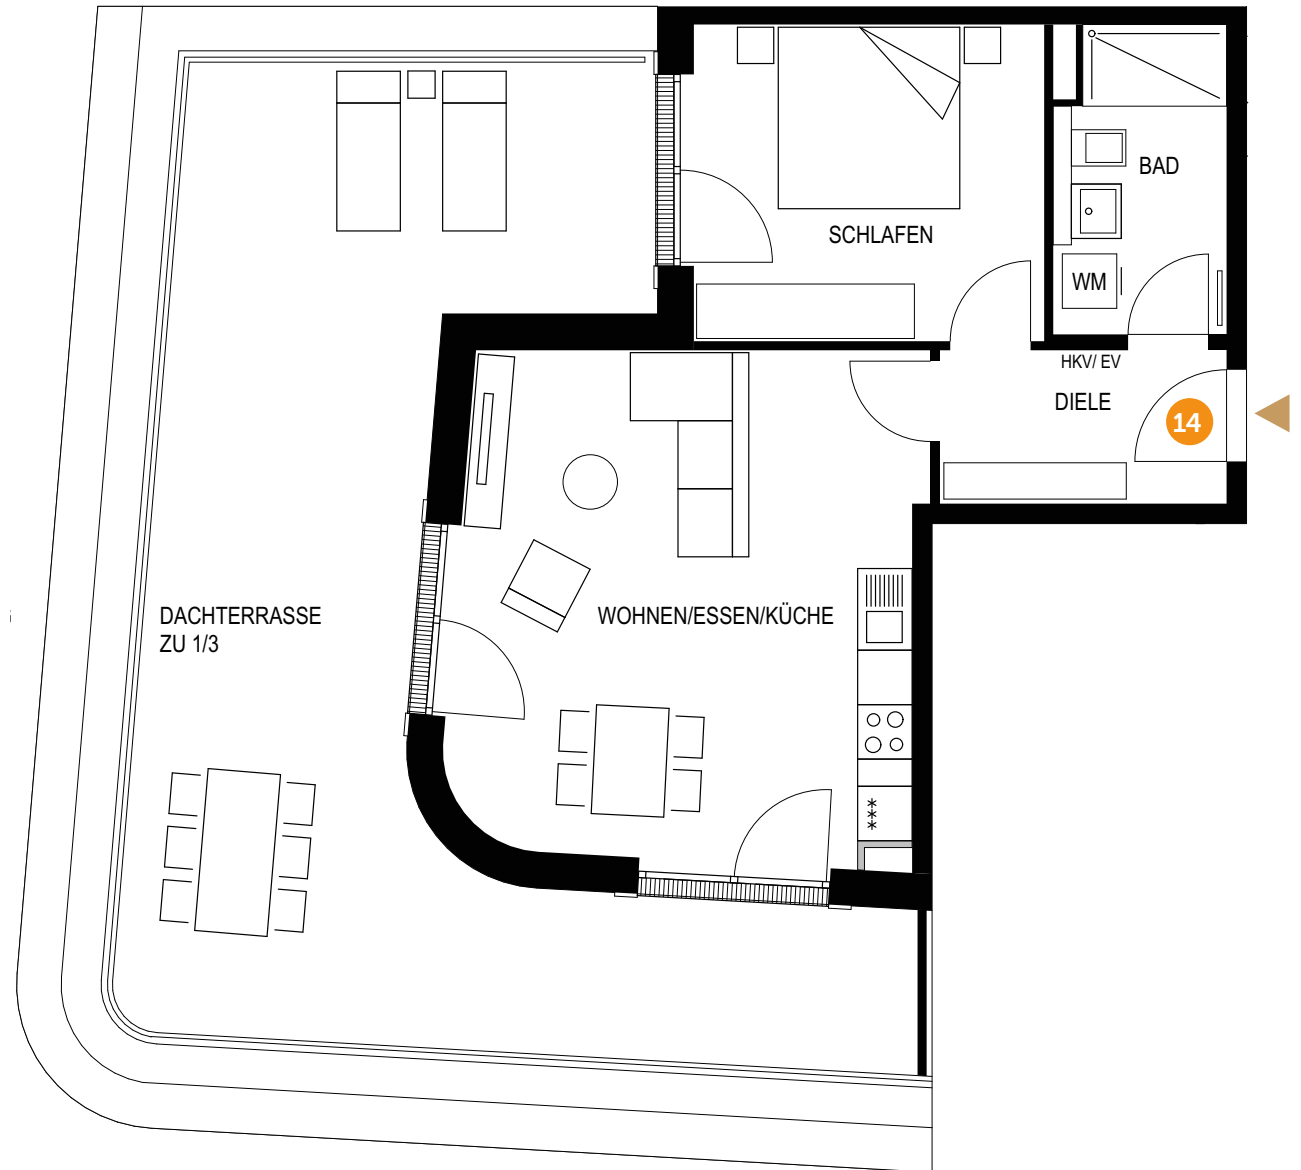 BAD
SCHLAFEN
WM
HKV/ EV
DIELE
14
DACHTERRASSE
ZU 1/3
WOHNEN/ESSEN/KÜCHE